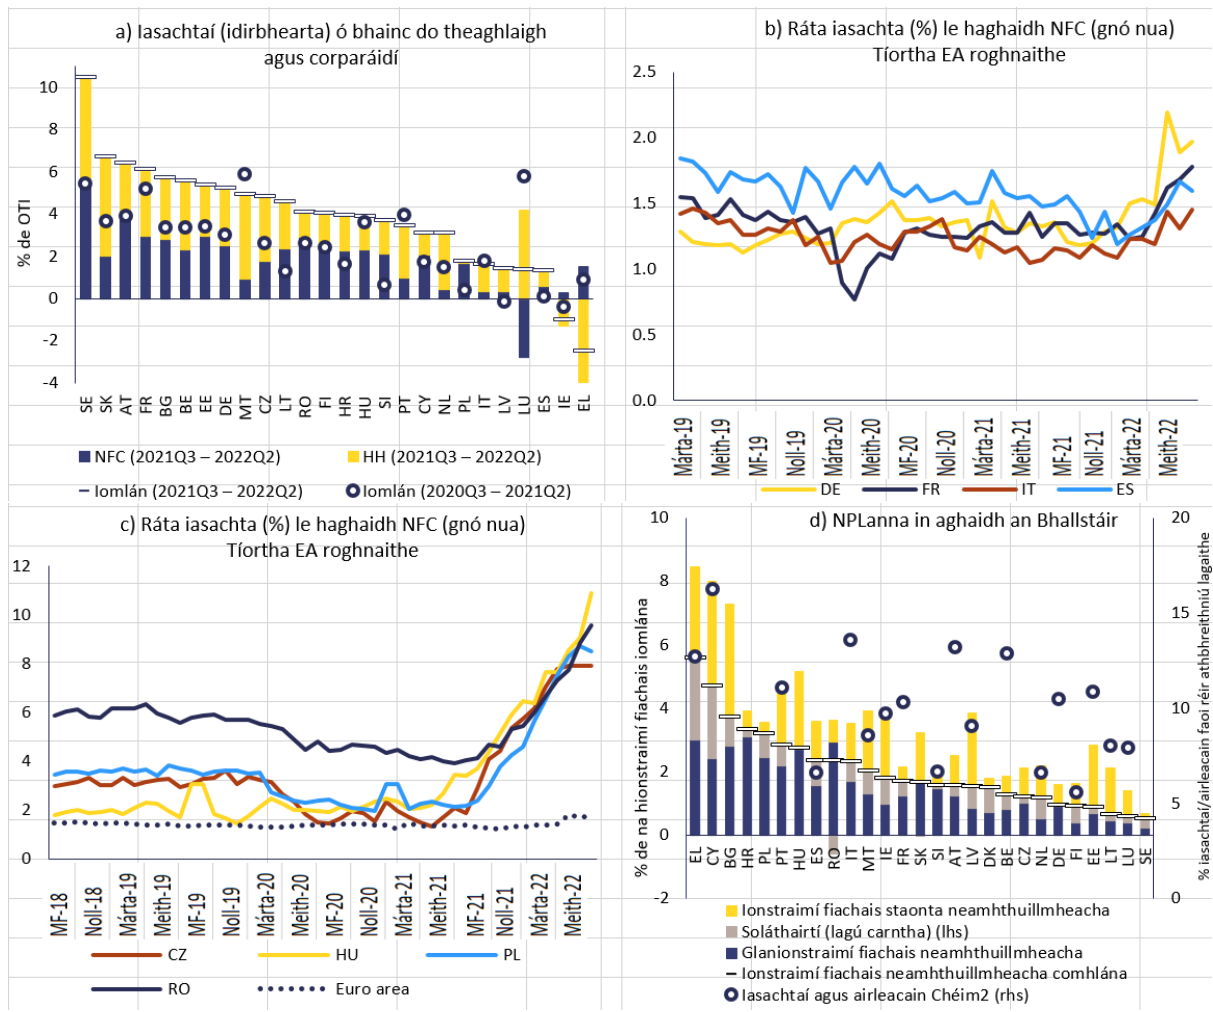 a) Iasachtaí (idirbhearta) ó bhainc do theaghlaigh
agus corparáidí
% de OTI
10
8
6
4
2
0
-2
-4
SE SK AT FR BG BE EE DE MT CZ LT RO FI HR HU SI PT CY NL PL IT LV LU ES IE EL
NFC (2021Q3 – 2022Q2)
HH (2021Q3 – 2022Q2)
Iomlán (2021Q3 – 2022Q2)
Iomlán (2020Q3 – 2021Q2)
b) Ráta iasachta (%) le haghaidh NFC (gnó nua)
Tíortha EA roghnaithe
2.5
2.0
1.5
1.0
0.5
0.0
Márta-19 Meith-19 MF-19 Noll-19 Márta-20 Meith-20 MF-20 Noll-20 Márta-21 Meith-21 MF-21 Noll-21 Márta-22 Meith-22
DE FR IT ES
c) Ráta iasachta (%) le haghaidh NFC (gnó nua)
Tíortha EA roghnaithe
12
10
8
6
4
2
0
MF-18 Noll-18 Márta-19 Meith-19 MF-19 Noll-19 Márta-20 Meith-20 MF-20 Noll-20 Márta-21 Meith-21 MF-21 Noll-21 Márta-22 Meith-22
CZ HU PL
RO Euro area
d) NPLanna in aghaidh an Bhallstáir
% de na hionstraimí fiachais iomlána
10
8
6
4
2
0
-2
20
15
10
5
0
% iasachtaí/airleacain faoi réir athbhreithniú lagaithe
EL CY BG HR PL PT HU ES RO IT MT IE FR SK SI AT LV DK BE CZ NL DE FI EE LT LU SE
Ionstraimí fiachais staonta neamhthuillmheacha
Soláthairtí (lagú carntha) (lhs)
Glanionstraimí fiachais neamhthuillmheacha
Ionstraimí fiachais neamhthuillmheacha comhlána
Iasachtaí agus airleacain Chéim2 (rhs)